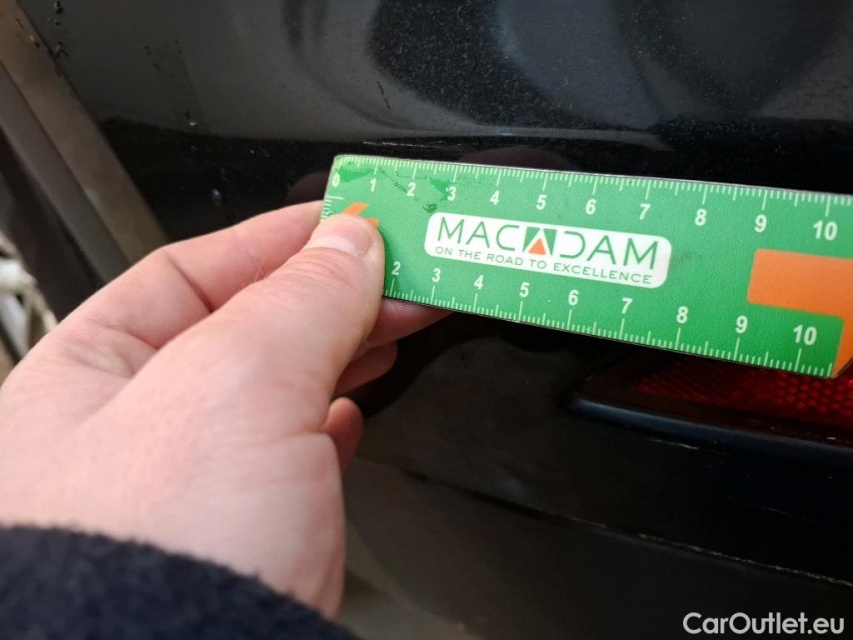 0 1 2 3 4 5 6 7 8 9 10
MACADAM
ON THE ROAD TO EXCELLENCE
2 3 4 5 6 7 8 9 10
CarOutlet.eu